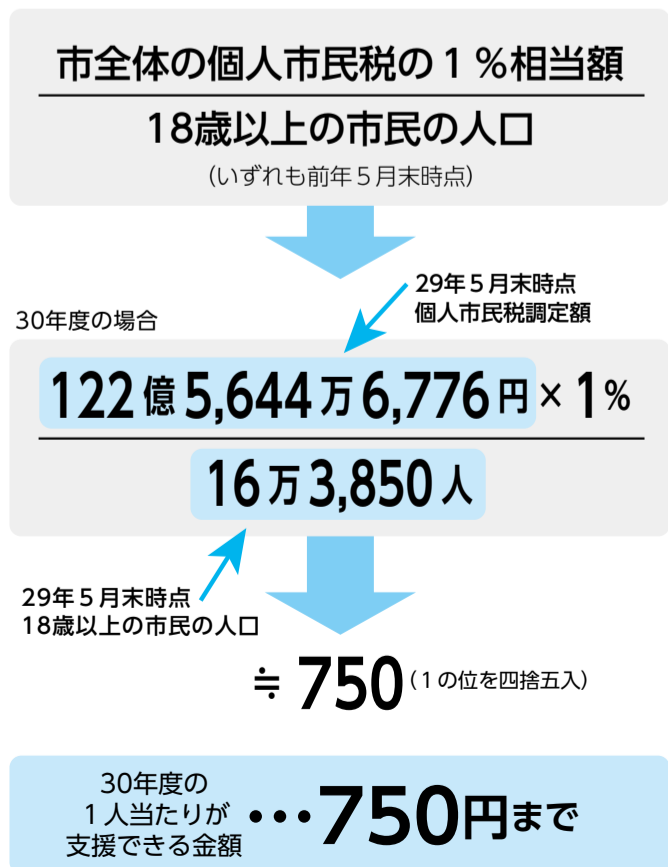 市全体の個人市民税の１％相当額
18歳以上の市民の人口
(いずれも前年５月末時点)
29年５月末時点
個人市民税調定額
30年度の場合
122億5,644万6,776円×1％
16万3,850人
29年５月末時点
18歳以上の市民の人口
≒750(１の位を四捨五入)
30年度の
１人当たりが
支援できる金額
…750円まで